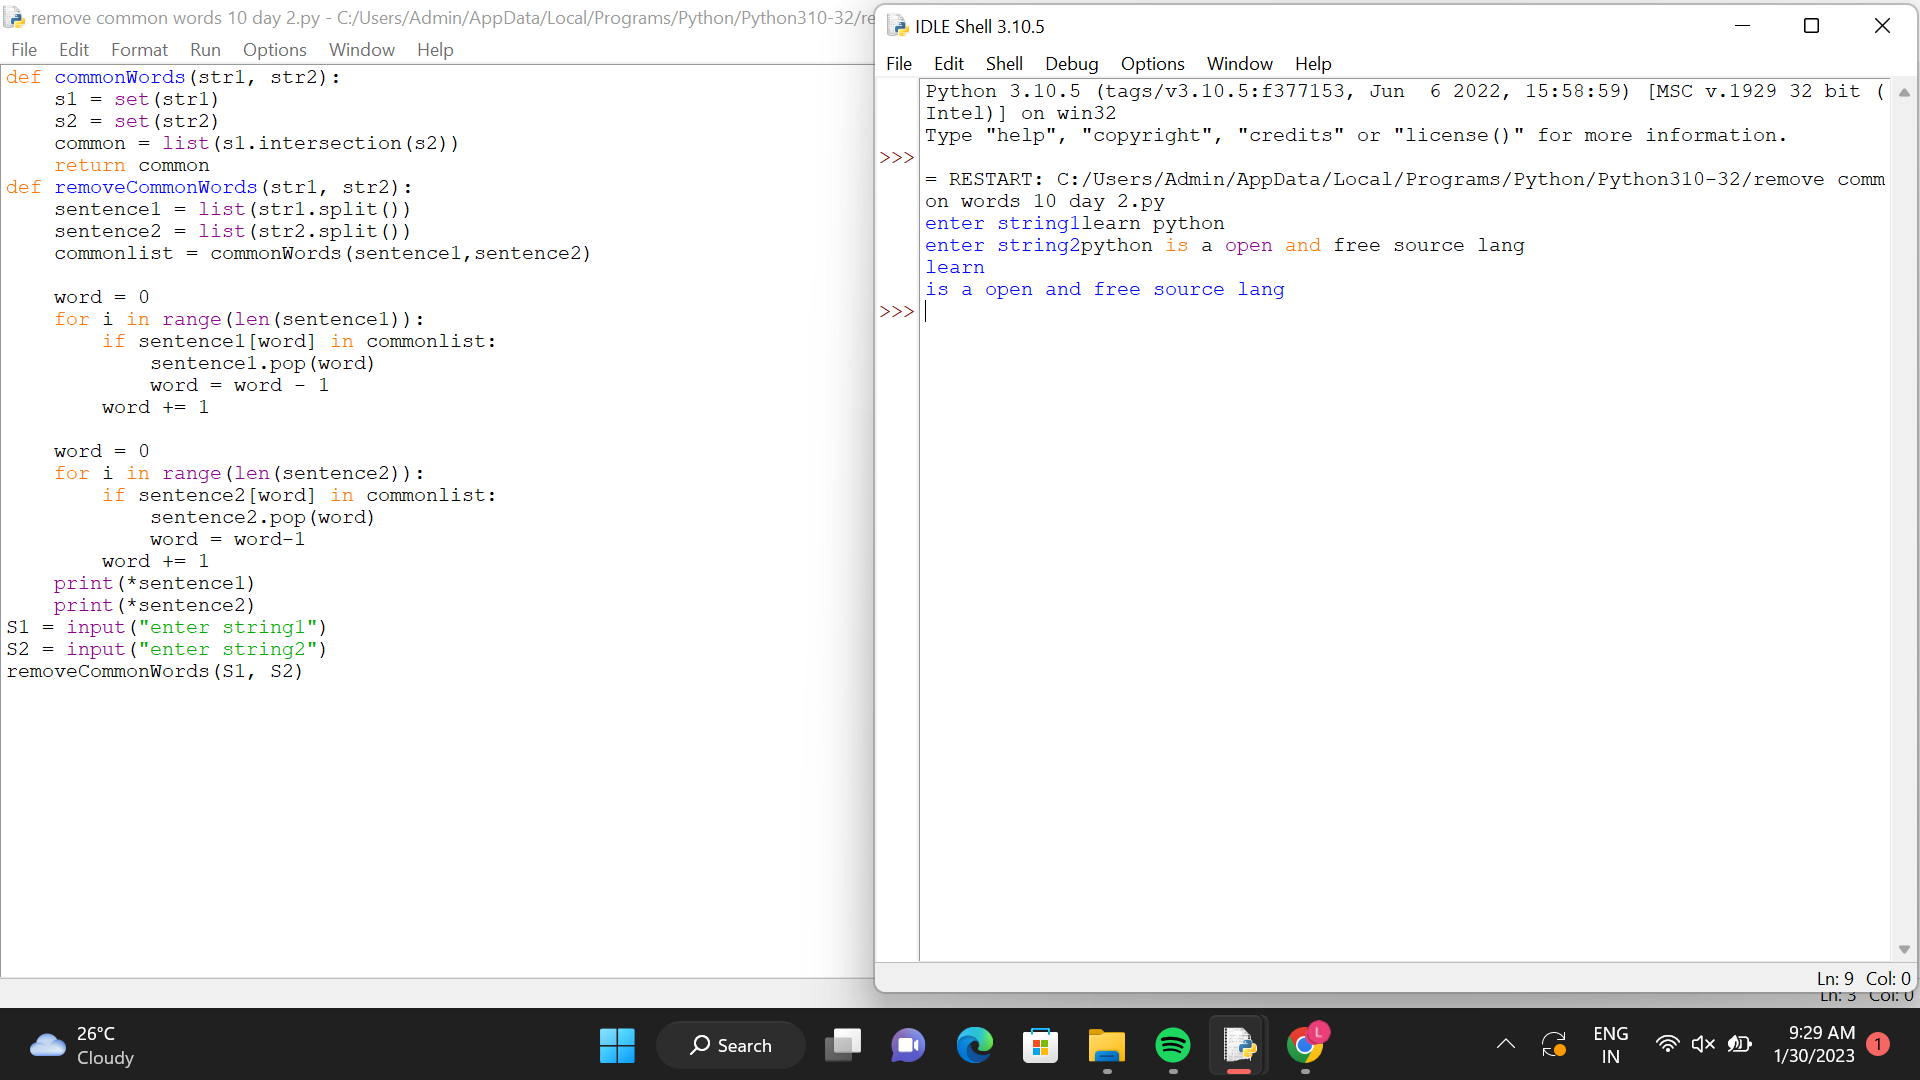 remove common words 10 day 2.py - C:/Users/Admin/AppData/Local/Programs/Python/Python310-32/re
File Edit Format Run Options Window Help
def commonWords(str1, str2):
    s1 = set(str1)
    s2 = set(str2)
    common = list(s1.intersection(s2))
    return common
def removeCommonWords(str1, str2):
    sentence1 = list(str1.split())
    sentence2 = list(str2.split())
    commonlist = commonWords(sentence1,sentence2)
    word = 0
    for i in range(len(sentence1)):
        if sentence1[word] in commonlist:
            sentence1.pop(word)
            word = word - 1
        word += 1
    word = 0
    for i in range(len(sentence2)):
        if sentence2[word] in commonlist:
            sentence2.pop(word)
            word = word-1
        word += 1
    print(*sentence1)
    print(*sentence2)
S1 = input("enter string1")
S2 = input("enter string2")
removeCommonWords(S1, S2)
IDLE Shell 3.10.5
File Edit Shell Debug Options Window Help
Python 3.10.5 (tags/v3.10.5:f377153, Jun  6 2022, 15:58:59) [MSC v.1929 32 bit (
Intel)] on win32
Type "help", "copyright", "credits" or "license()" for more information.
>>>
= RESTART: C:/Users/Admin/AppData/Local/Programs/Python/Python310-32/remove comm
on words 10 day 2.py
enter string1learn python
enter string2python is a open and free source lang
learn
is a open and free source lang
>>>
Ln: 9 Col: 0
Ln: 3 Col: 0
26°C
Cloudy
Search
L
ENG
IN
9:29 AM
1/30/2023
1